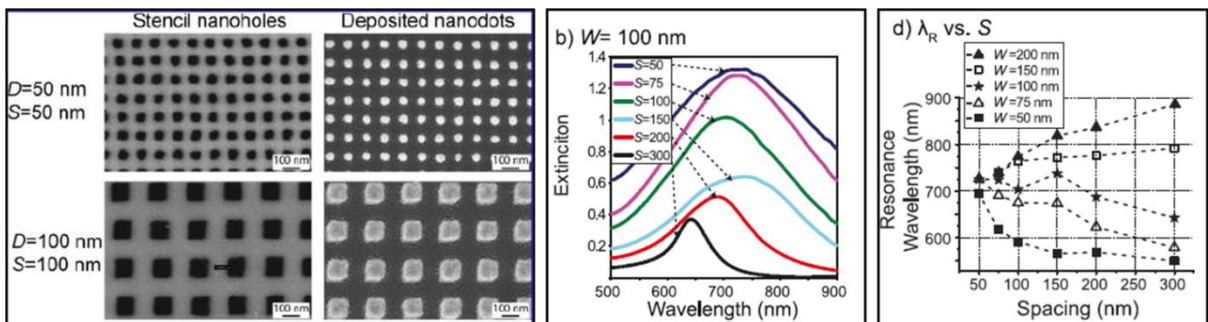 Stencil nanoholes
Deposited nanodots
D=50 nm
S=50 nm
100 nm
100 nm
D=100 nm
S=100 nm
100 nm
100 nm
b) W= 100 nm
1.4
1.2
1
0.8
0.6
0.4
0.2
Extinciton
S=50
S=75
S=100
S=150
S=200
S=300
500
600
700
800
900
Wavelength (nm)
d) λR vs. S
W=200 nm
W=150 nm
W=100 nm
W=75 nm
W=50 nm
900
800
700
600
Resonance
Wavelength (nm)
50
100
150
200
250
300
Spacing (nm)